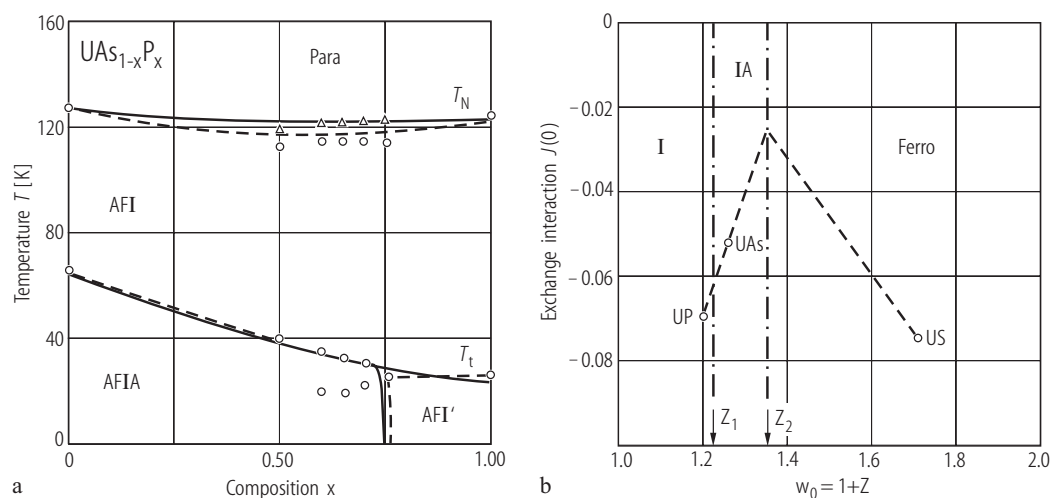 160
120
80
40
0
Temperature T [K]
UAs1-xPx
Para
TN
AFI
AFIA
Tt
AFI′
0
0.50
1.00
Composition x
a
0
−0.02
−0.04
−0.06
−0.08
Exchange interaction J(0)
IA
I
Ferro
UAs
UP
US
Z1
Z2
1.0
1.2
1.4
1.6
1.8
2.0
w0 = 1+Z
b